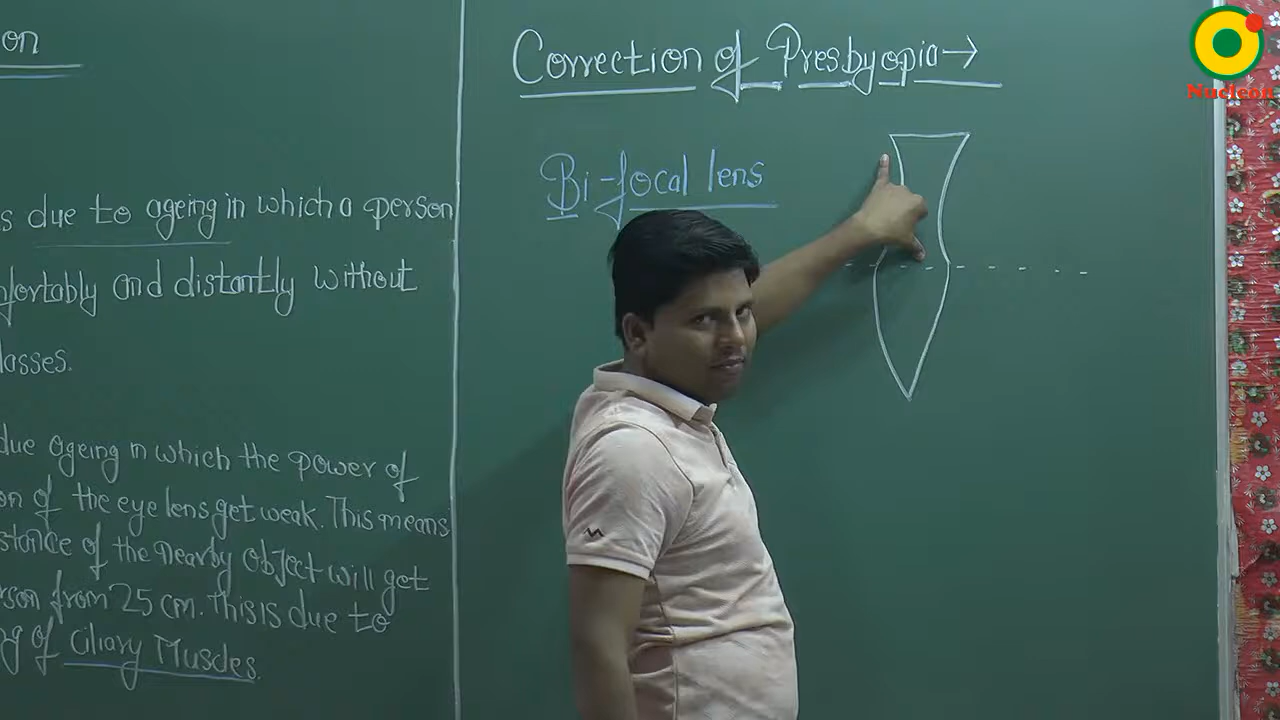 on
s due to ageing in which a person
nfortably and distantly without
lasses.
due ageing in which the power of
on of the eye lens get weak. This means
stance of the nearby object will get
rson from 25 cm. This is due to
g of Ciliary Muscles.
Correction of Presbyopia→
Bi-focal lens
Nucleon